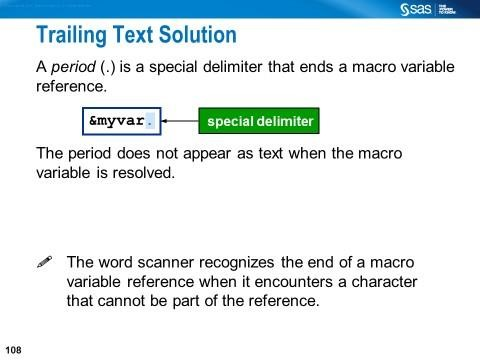 sas
THE
POWER
TO KNOW.
Trailing Text Solution
A period (.) is a special delimiter that ends a macro variable
reference.
&myvar.
special delimiter
The period does not appear as text when the macro
variable is resolved.
The word scanner recognizes the end of a macro
variable reference when it encounters a character
that cannot be part of the reference.
108